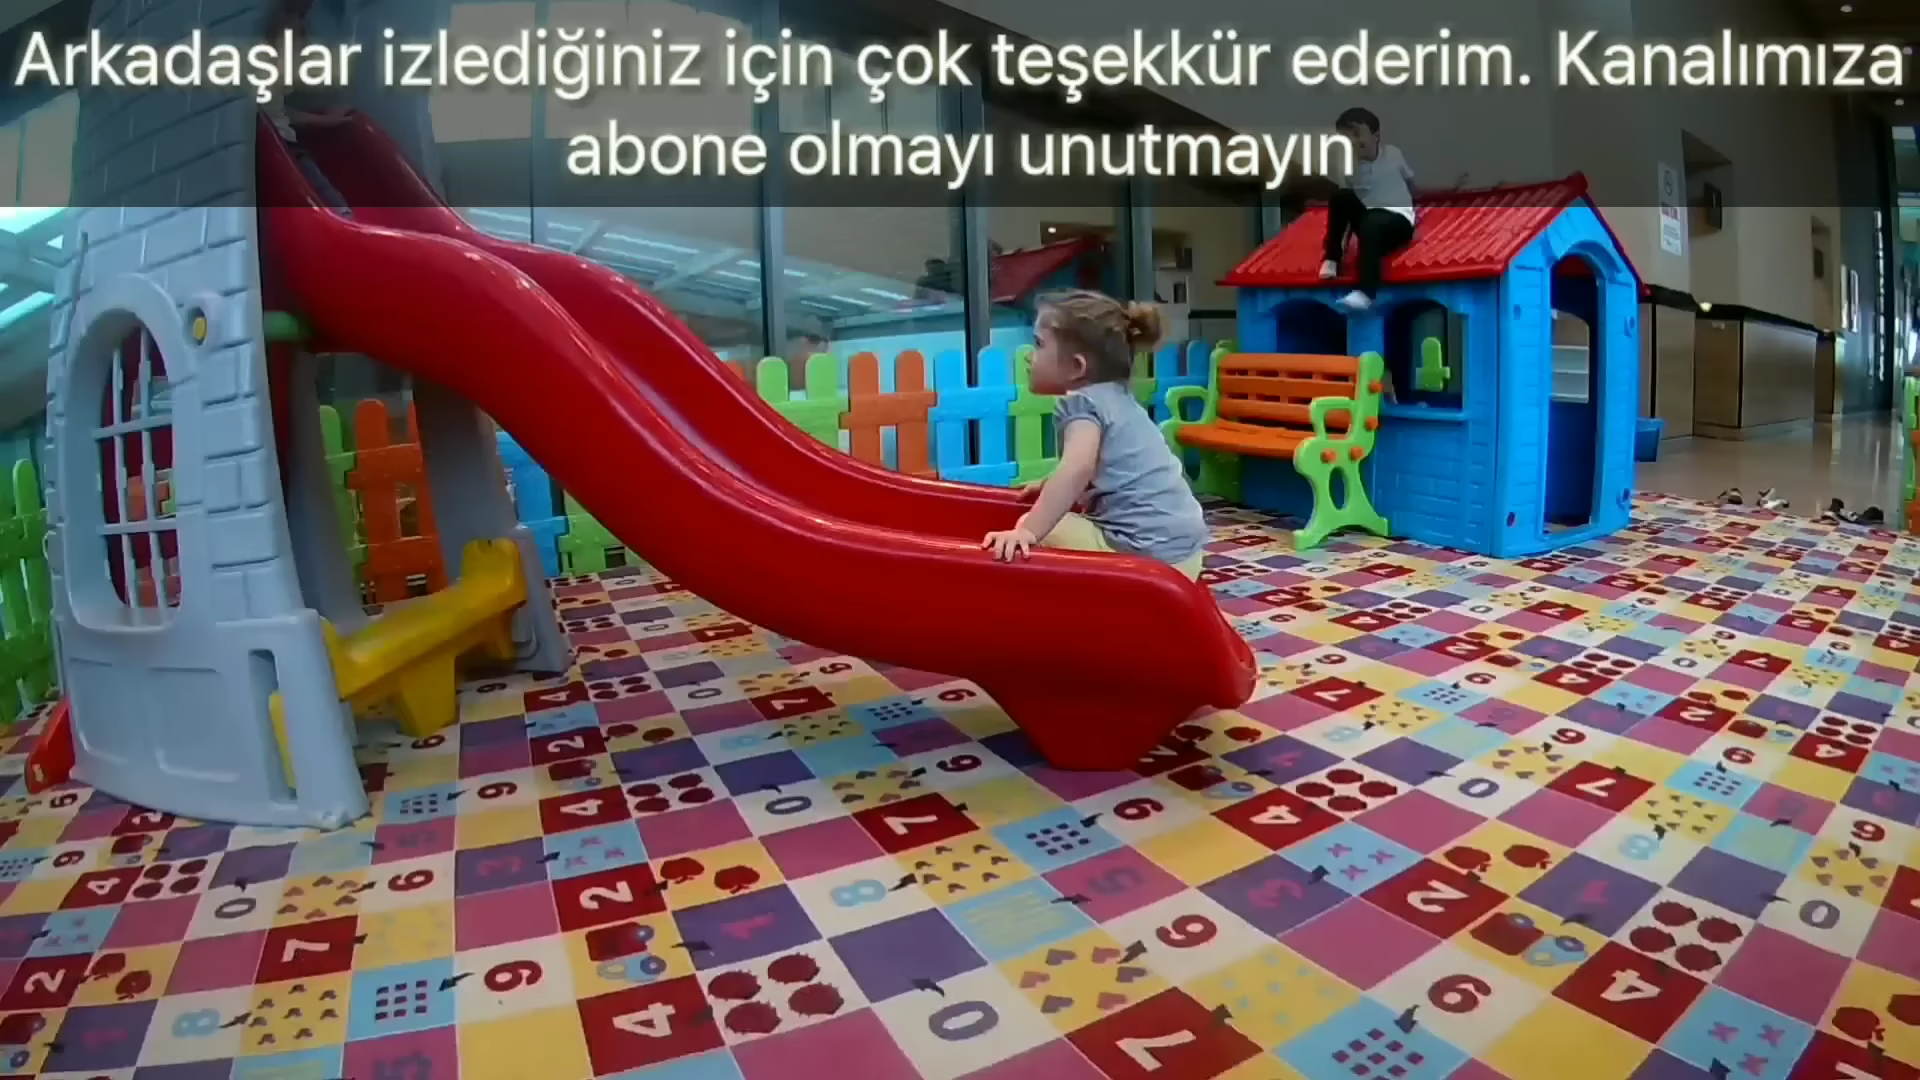 Arkadaşlar izlediğiniz için çok teşekkür ederim. Kanalımıza
abone olmayı unutmayın